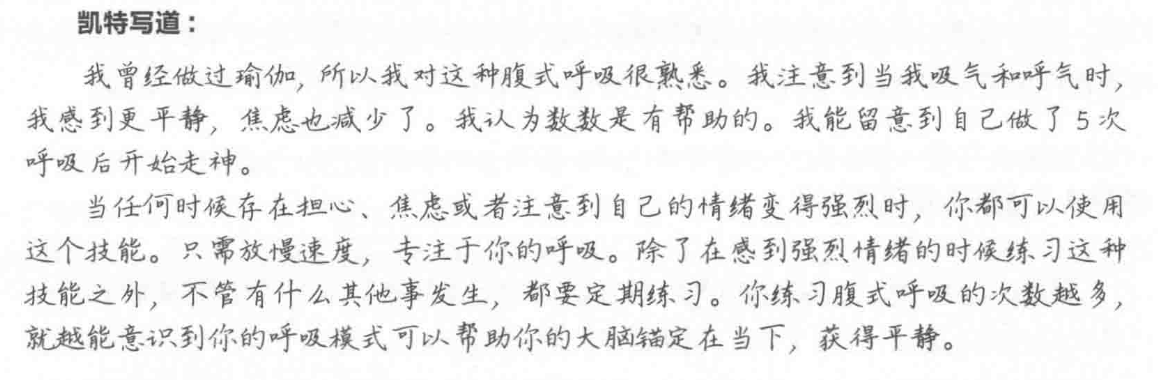 凯特写道：
我曾经做过瑜伽，所以我对这种腹式呼吸很熟悉。我注意到当我吸气和呼气时，
我感到更平静，焦虑也减少了。我认为数数是有帮助的。我能留意到自己做了5次
呼吸后开始走神。
当任何时候存在担心、焦虑或者注意到自己的情绪变得强烈时，你都可以使用
这个技能。只需放慢速度，专注于你的呼吸。除了在感到强烈情绪的时候练习这种
技能之外，不管有什么其他事发生，都要定期练习。你练习腹式呼吸的次数越多，
就越能意识到你的呼吸模式可以帮助你的大脑锚定在当下，获得平静。